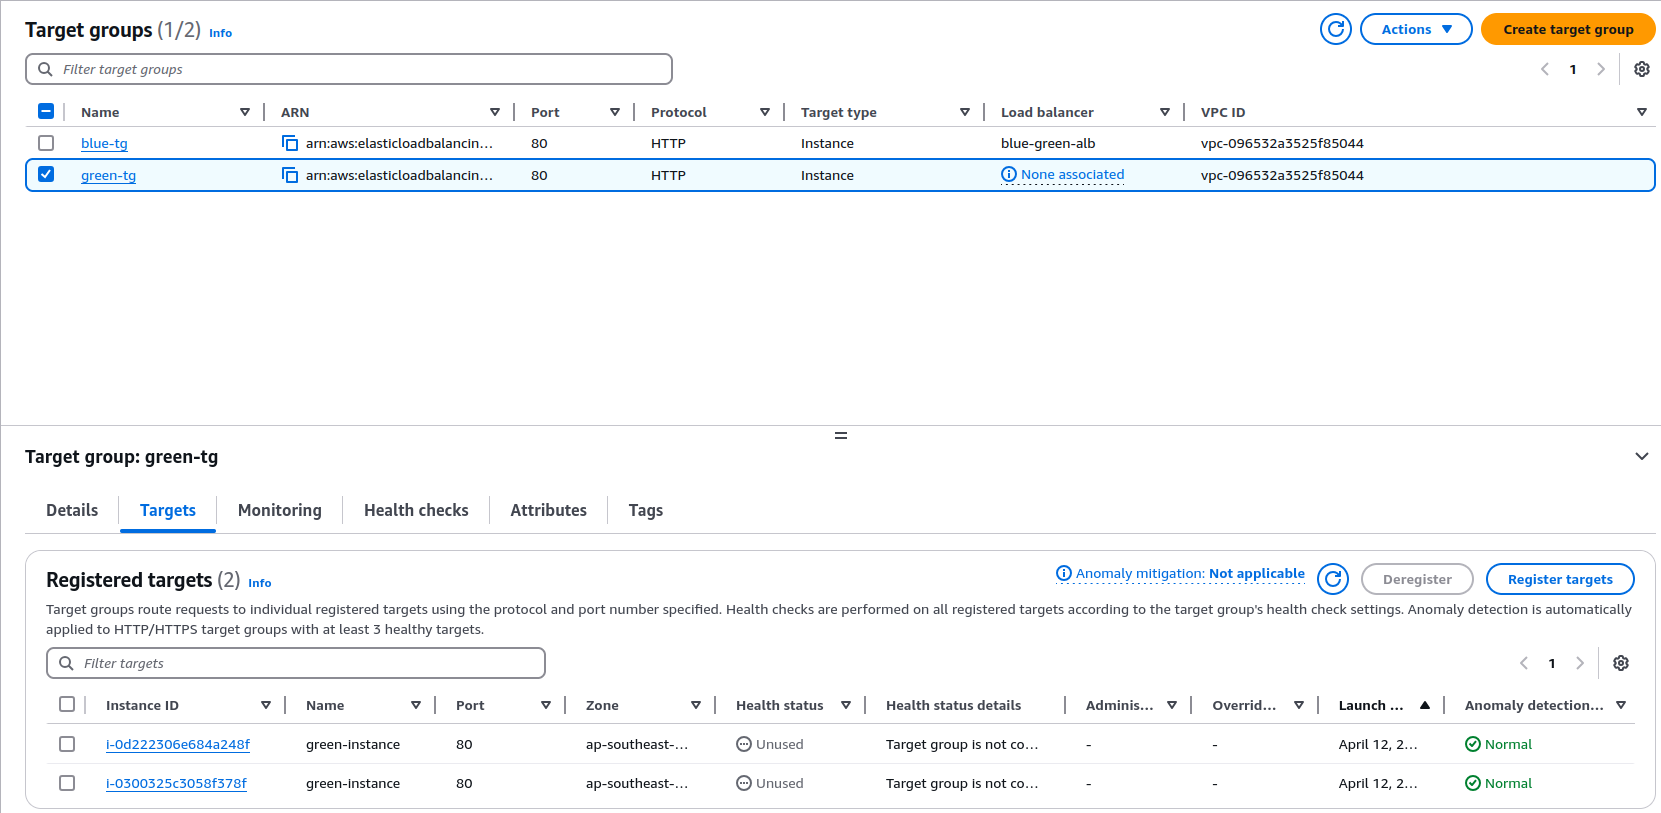 Target groups (1/2) Info
Actions
Create target group
Filter target groups
1
Name ARN Port Protocol Target type Load balancer VPC ID
blue-tg arn:aws:elasticloadbalancin... 80 HTTP Instance blue-green-alb vpc-096532a3525f85044
green-tg arn:aws:elasticloadbalancin... 80 HTTP Instance None associated vpc-096532a3525f85044
Target group: green-tg
Details Targets Monitoring Health checks Attributes Tags
Registered targets (2) Info
Anomaly mitigation: Not applicable
Deregister
Register targets
Target groups route requests to individual registered targets using the protocol and port number specified. Health checks are performed on all registered targets according to the target group's health check settings. Anomaly detection is automatically
applied to HTTP/HTTPS target groups with at least 3 healthy targets.
Filter targets
1
Instance ID Name Port Zone Health status Health status details Adminis... Overrid... Launch ... Anomaly detection...
i-0d222306e684a248f green-instance 80 ap-southeast-... Unused Target group is not co... - - April 12, 2... Normal
i-0300325c3058f378f green-instance 80 ap-southeast-... Unused Target group is not co... - - April 12, 2... Normal